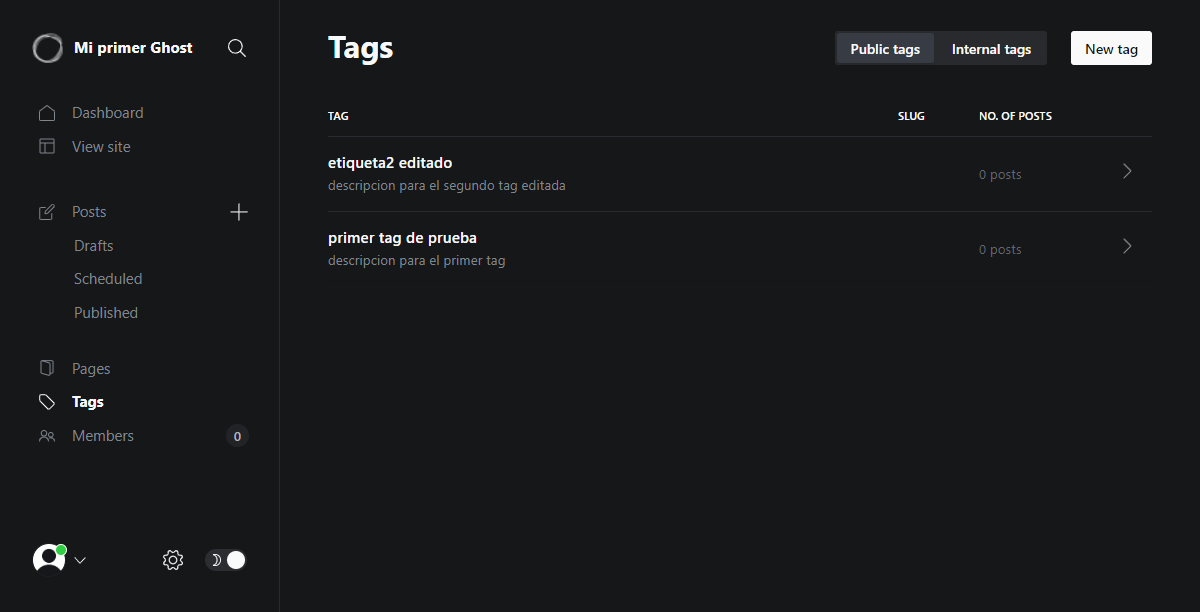 Mi primer Ghost
Dashboard
View site
Posts
Drafts
Scheduled
Published
Pages
Tags
Members
0
Tags
Public tags
Internal tags
New tag
TAG
SLUG
NO. OF POSTS
etiqueta2 editado
descripcion para el segundo tag editada
0 posts
primer tag de prueba
descripcion para el primer tag
0 posts